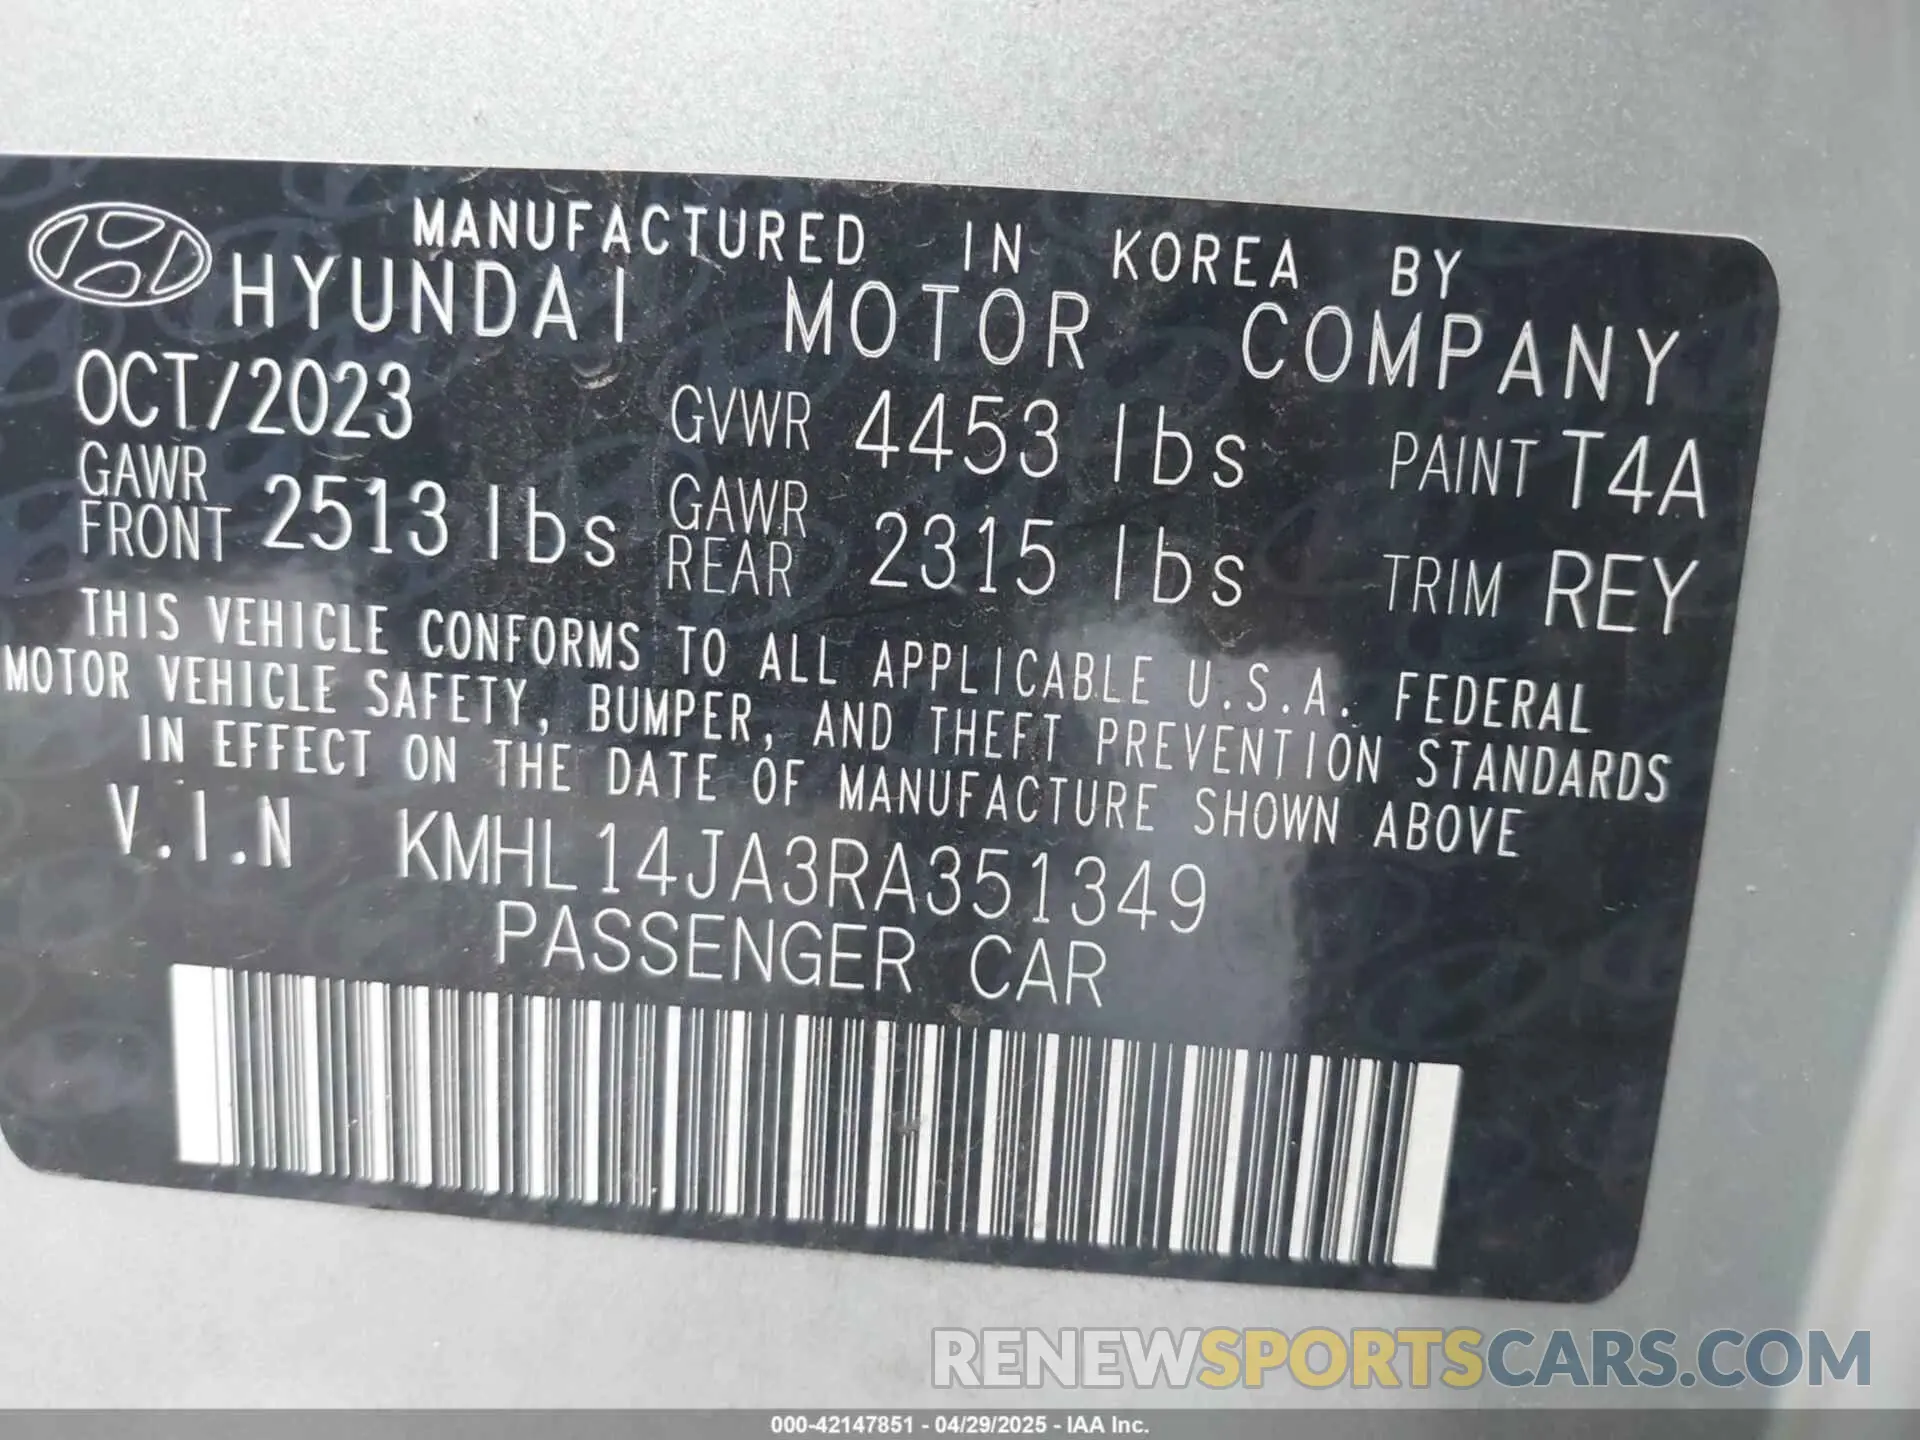 MANUFACTURED IN KOREA BY
HYUNDAI MOTOR COMPANY
OCT/2023 GVWR 4453 lbs PAINT T4A
GAWR FRONT 2513 lbs GAWR REAR 2315 lbs TRIM REY
THIS VEHICLE CONFORMS TO ALL APPLICABLE U.S.A. FEDERAL
MOTOR VEHICLE SAFETY, BUMPER, AND THEFT PREVENTION STANDARDS
IN EFFECT ON THE DATE OF MANUFACTURE SHOWN ABOVE
V.I.N KMHL14JA3RA351349
PASSENGER CAR
RENEWSPORTSCARS.COM
000-42147851 - 04/29/2025 - IAA Inc.